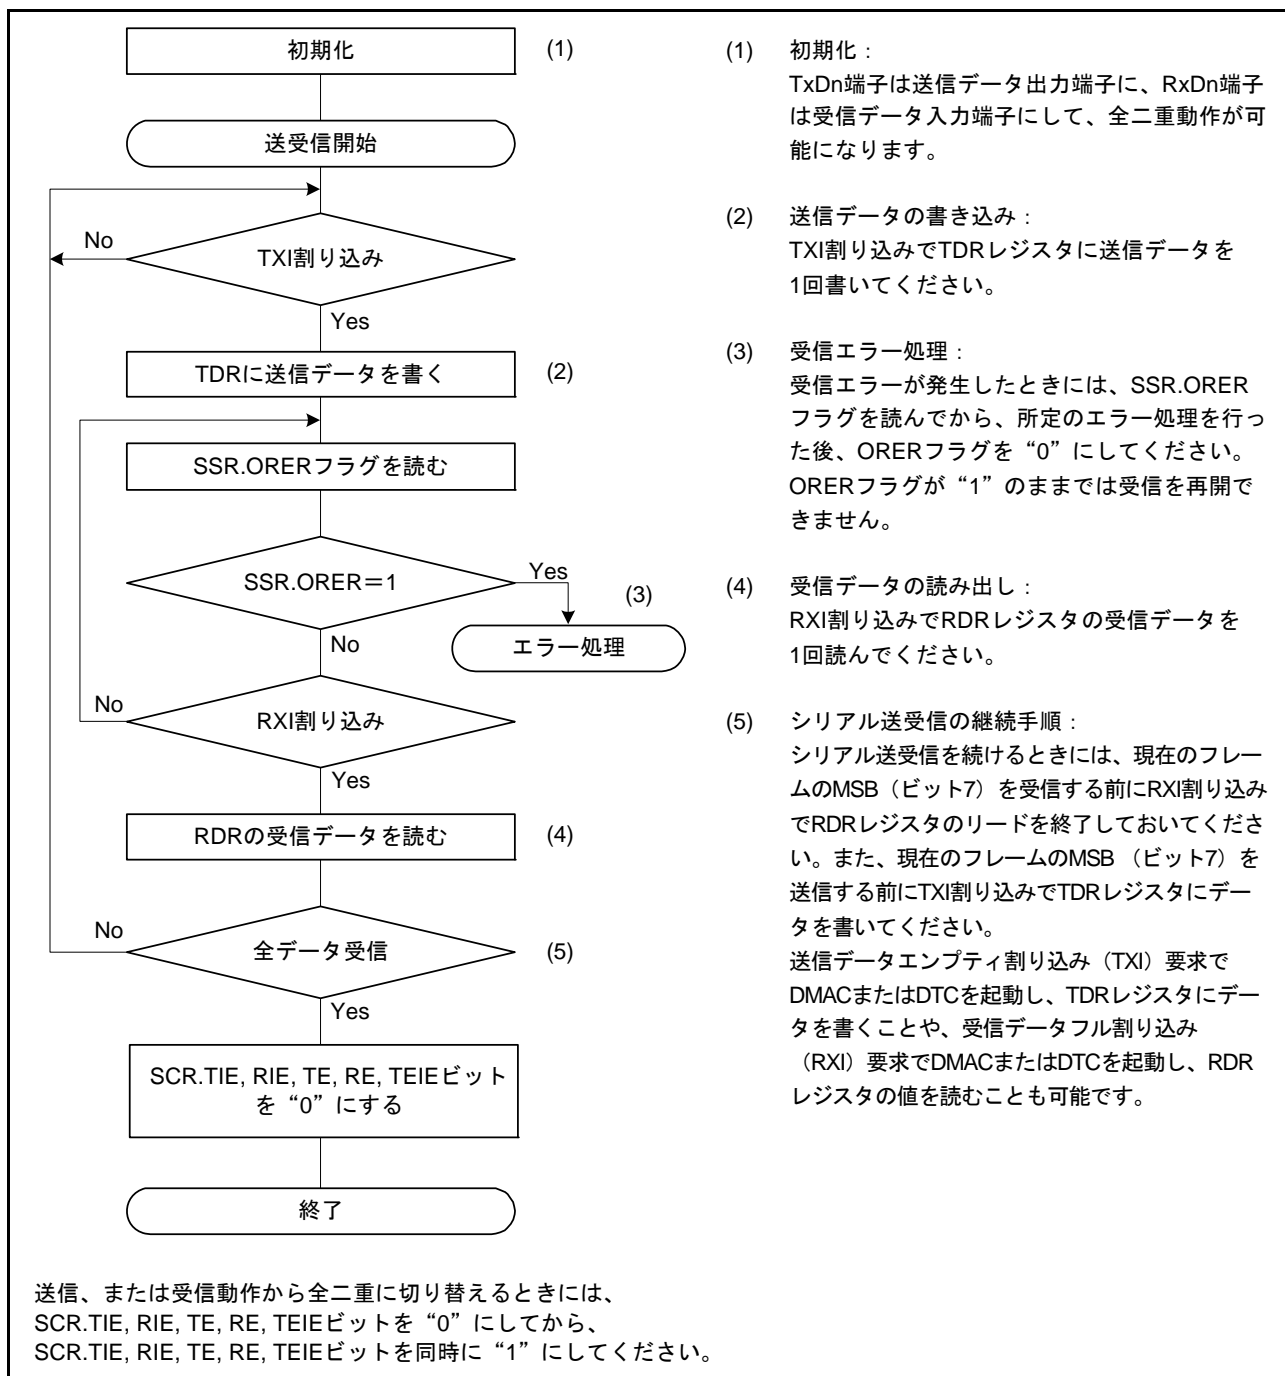 初期化
(1)
送受信開始
No
TXI割り込み
Yes
TDRに送信データを書く
(2)
SSR.ORERフラグを読む
SSR.ORER＝1
Yes
(3)
No
エラー処理
No
RXI割り込み
Yes
RDRの受信データを読む
(4)
No
全データ受信
(5)
Yes
SCR.TIE, RIE, TE, RE, TEIEビット
を“0”にする
終了
(1) 初期化：
TxDn端子は送信データ出力端子に、RxDn端子
は受信データ入力端子にして、全二重動作が可
能になります。
(2) 送信データの書き込み：
TXI割り込みでTDRレジスタに送信データを
1回書いてください。
(3) 受信エラー処理：
受信エラーが発生したときには、SSR.ORER
フラグを読んでから、所定のエラー処理を行っ
た後、ORERフラグを“0”にしてください。
ORERフラグが“1”のままでは受信を再開で
きません。
(4) 受信データの読み出し：
RXI割り込みでRDRレジスタの受信データを
1回読んでください。
(5) シリアル送受信の継続手順：
シリアル送受信を続けるときには、現在のフレー
ムのMSB（ビット7）を受信する前にRXI割り込み
でRDRレジスタのリードを終了しておいてくださ
い。また、現在のフレームのMSB （ビット7）を
送信する前にTXI割り込みでTDRレジスタにデー
タを書いてください。
送信データエンプティ割り込み（TXI）要求で
DMACまたはDTCを起動し、TDRレジスタにデー
タを書くことや、受信データフル割り込み
（RXI）要求でDMACまたはDTCを起動し、RDR
レジスタの値を読むことも可能です。
送信、または受信動作から全二重に切り替えるときには、
SCR.TIE, RIE, TE, RE, TEIEビットを“0”にしてから、
SCR.TIE, RIE, TE, RE, TEIEビットを同時に“1”にしてください。